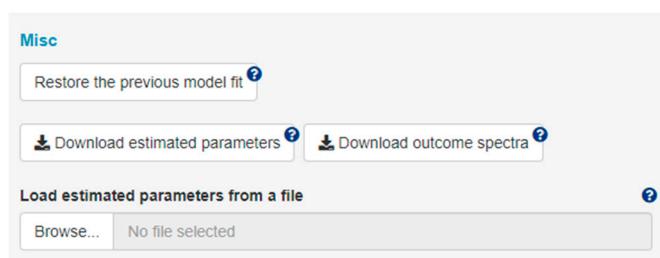 Misc
Restore the previous model fit ?
Download estimated parameters ? Download outcome spectra ?
Load estimated parameters from a file ?
Browse... No file selected